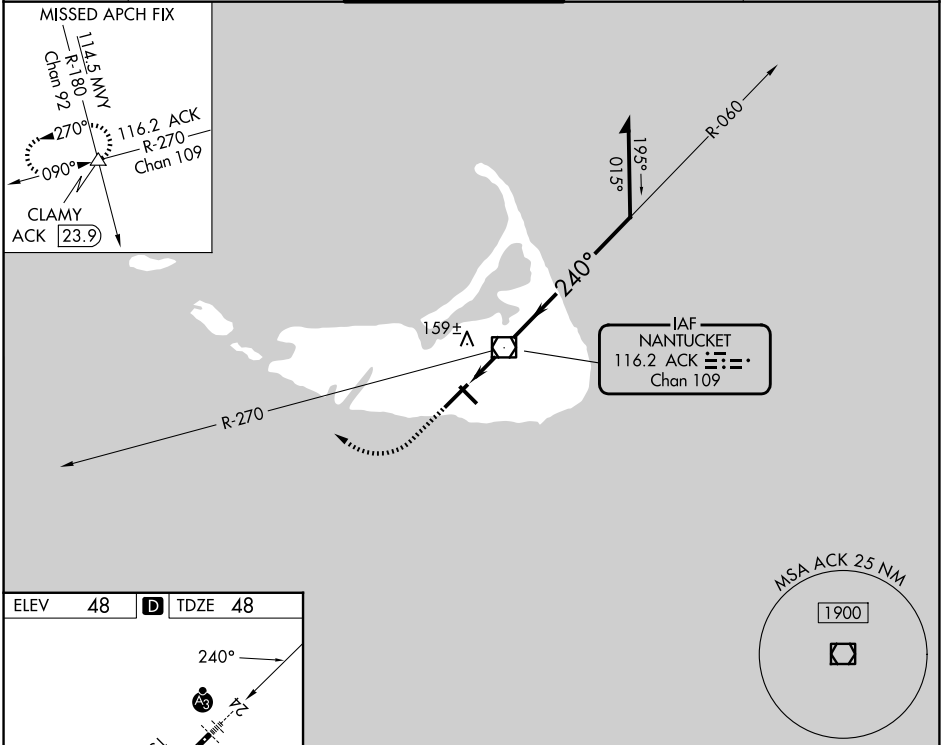 MISSED APCH FIX
114.5 MVY
R-180
Chan 92
270°
116.2 ACK
R-270
Chan 109
090°
CLAMY
ACK 23.9
R-060
195°
015°
240°
159±
IAF
NANTUCKET
116.2 ACK
Chan 109
R-270
MSA ACK 25 NM
1900
ELEV 48 D TDZE 48
240°
A3
24